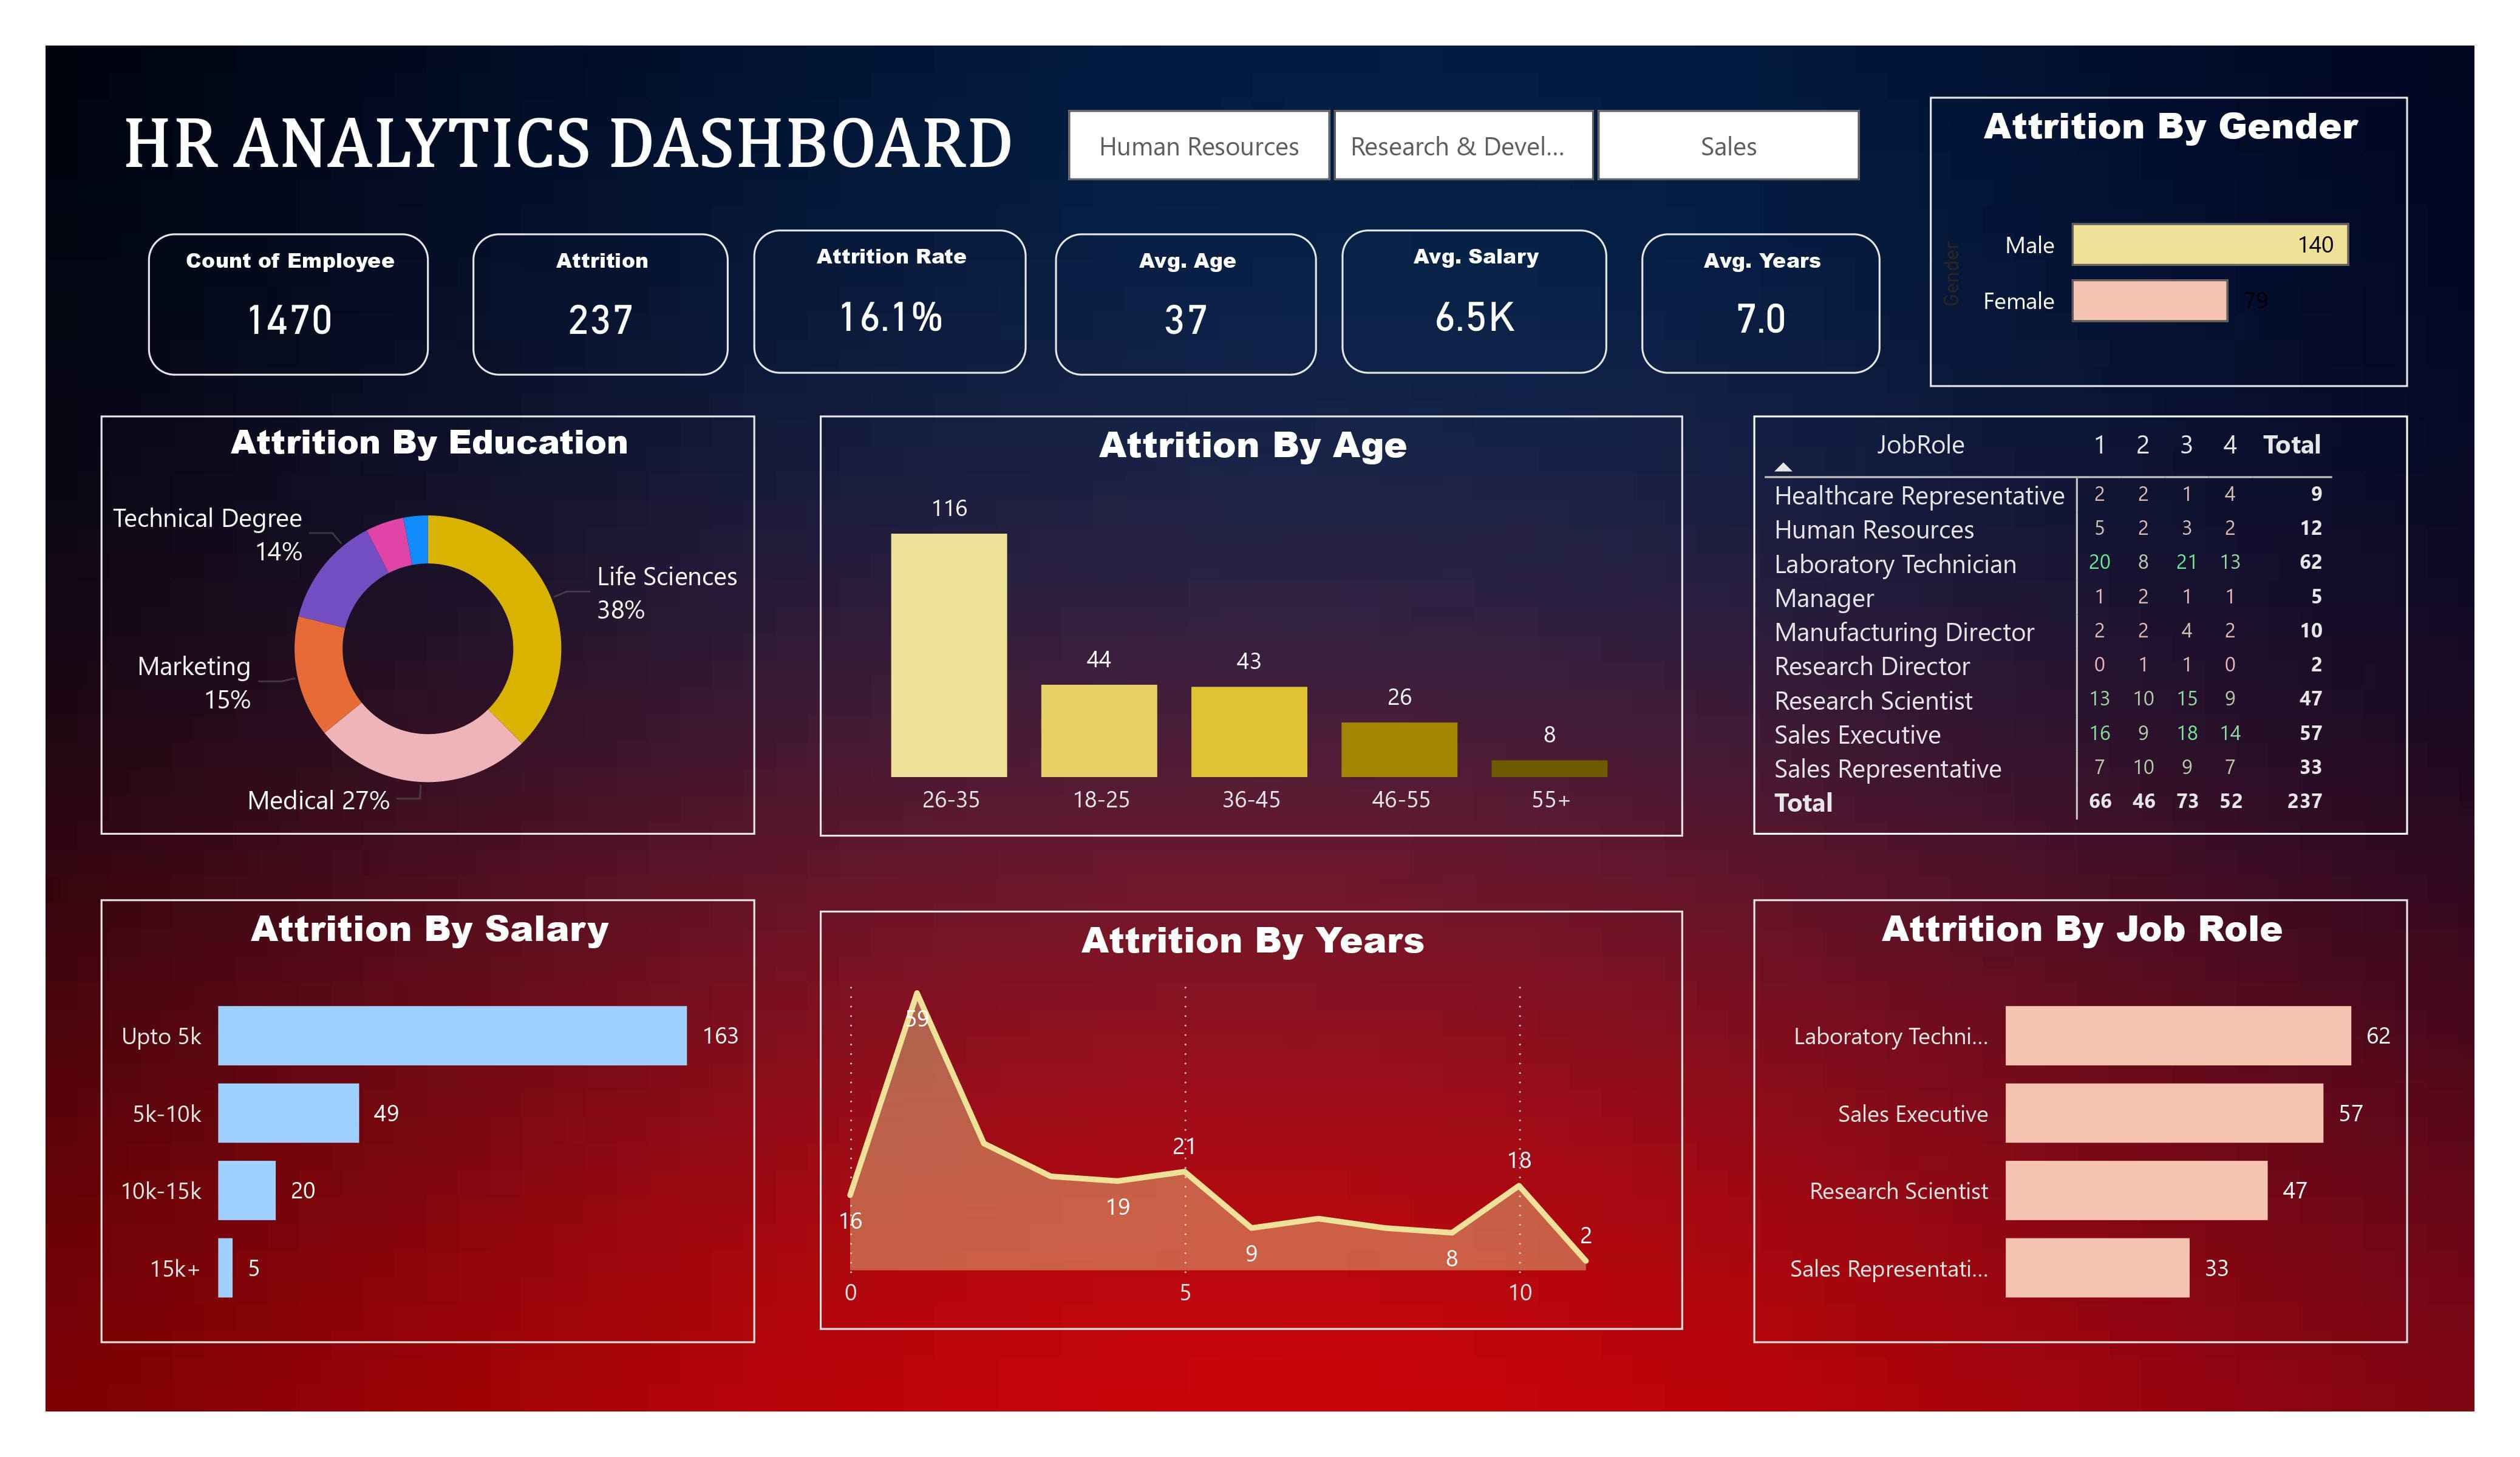 HR ANALYTICS DASHBOARD
Human Resources
Research & Devel...
Sales
Attrition By Gender
Gender
Male
140
Female
79
Count of Employee
1470
Attrition
237
Attrition Rate
16.1%
Avg. Age
37
Avg. Salary
6.5K
Avg. Years
7.0
Attrition By Education
Technical Degree
14%
Life Sciences
38%
Marketing
15%
Medical 27%
Attrition By Age
116
44
43
26
8
26-35
18-25
36-45
46-55
55+
JobRole 1 2 3 4 Total
Healthcare Representative 2 2 1 4 9
Human Resources 5 2 3 2 12
Laboratory Technician 20 8 21 13 62
Manager 1 2 1 1 5
Manufacturing Director 2 2 4 2 10
Research Director 0 1 1 0 2
Research Scientist 13 10 15 9 47
Sales Executive 16 9 18 14 57
Sales Representative 7 10 9 7 33
Total 66 46 73 52 237
Attrition By Salary
Upto 5k 163
5k-10k 49
10k-15k 20
15k+ 5
Attrition By Years
59
21
18
16
19
9
8
2
0
5
10
Attrition By Job Role
Laboratory Techni... 62
Sales Executive 57
Research Scientist 47
Sales Representati... 33